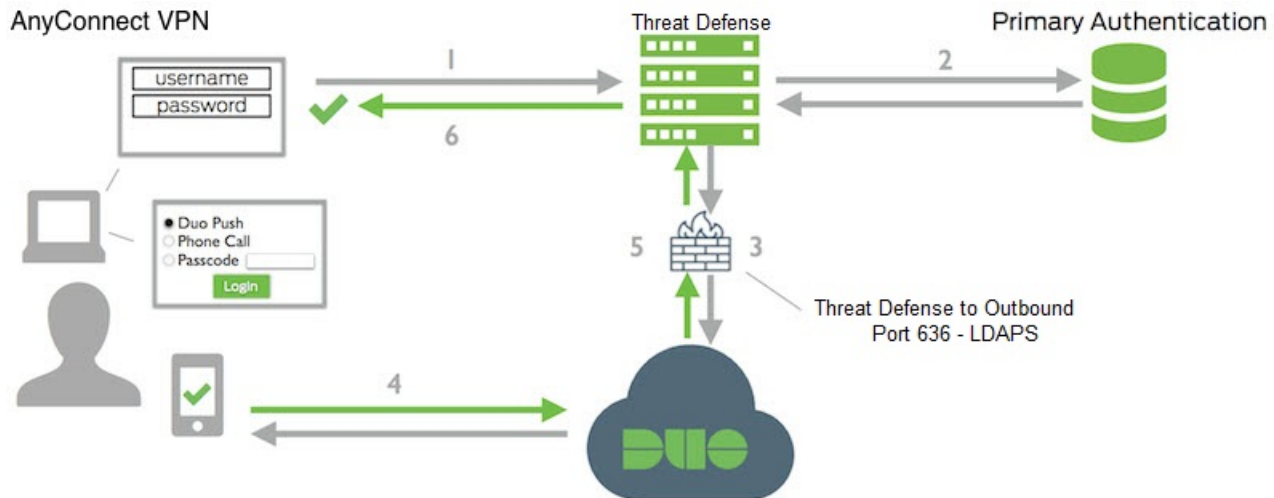 AnyConnect VPN
Threat Defense
Primary Authentication
username
password
1
2
6
Duo Push
Phone Call
Passcode
Login
5
3
Threat Defense to Outbound
Port 636 - LDAPS
4
DUO